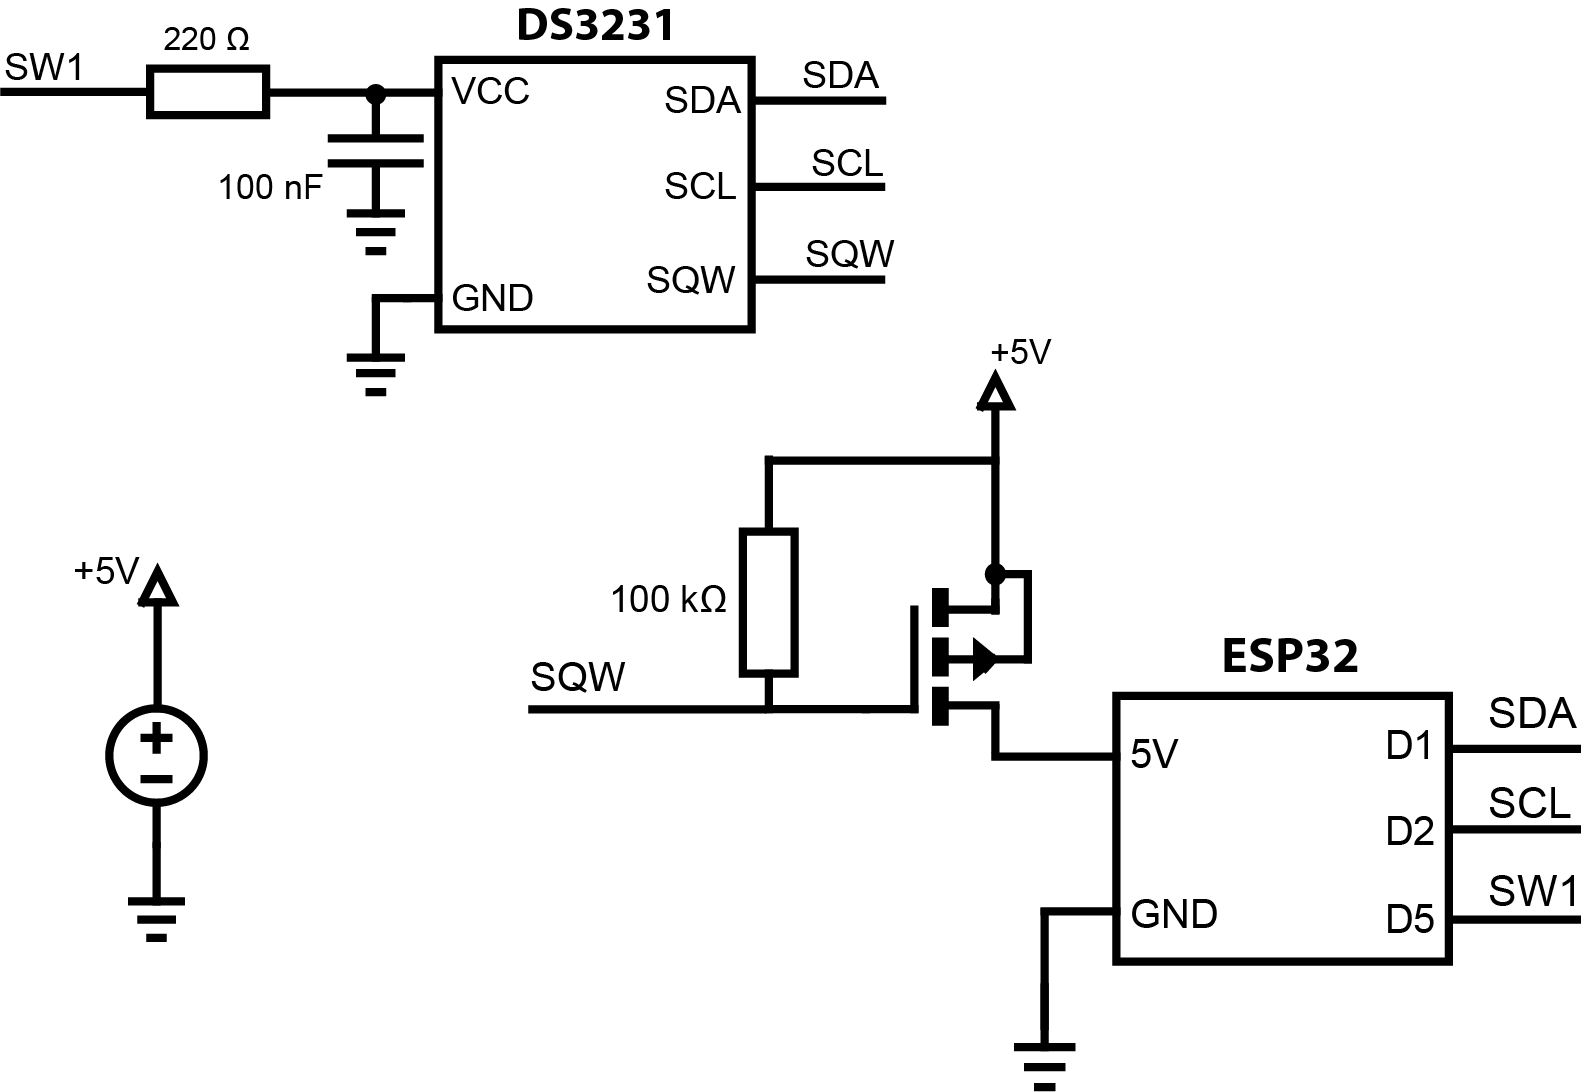 DS3231
220 Ω
SW1
VCC
SDA
SDA
100 nF
SCL
SCL
SQW
SQW
GND
+5V
+5V
100 kΩ
SQW
ESP32
5V
D1
SDA
D2
SCL
GND
D5
SW1